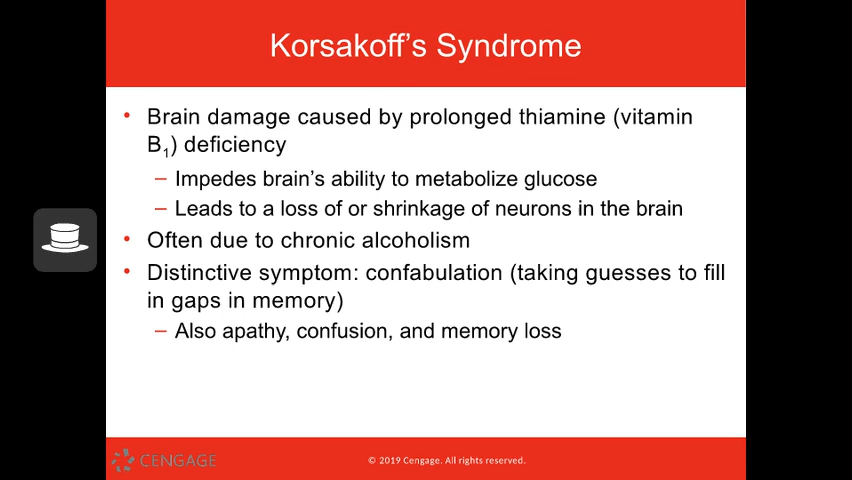 Korsakoff’s Syndrome
• Brain damage caused by prolonged thiamine (vitamin
B₁) deficiency
– Impedes brain’s ability to metabolize glucose
– Leads to a loss of or shrinkage of neurons in the brain
• Often due to chronic alcoholism
• Distinctive symptom: confabulation (taking guesses to fill
in gaps in memory)
– Also apathy, confusion, and memory loss
CENGAGE
© 2019 Cengage. All rights reserved.